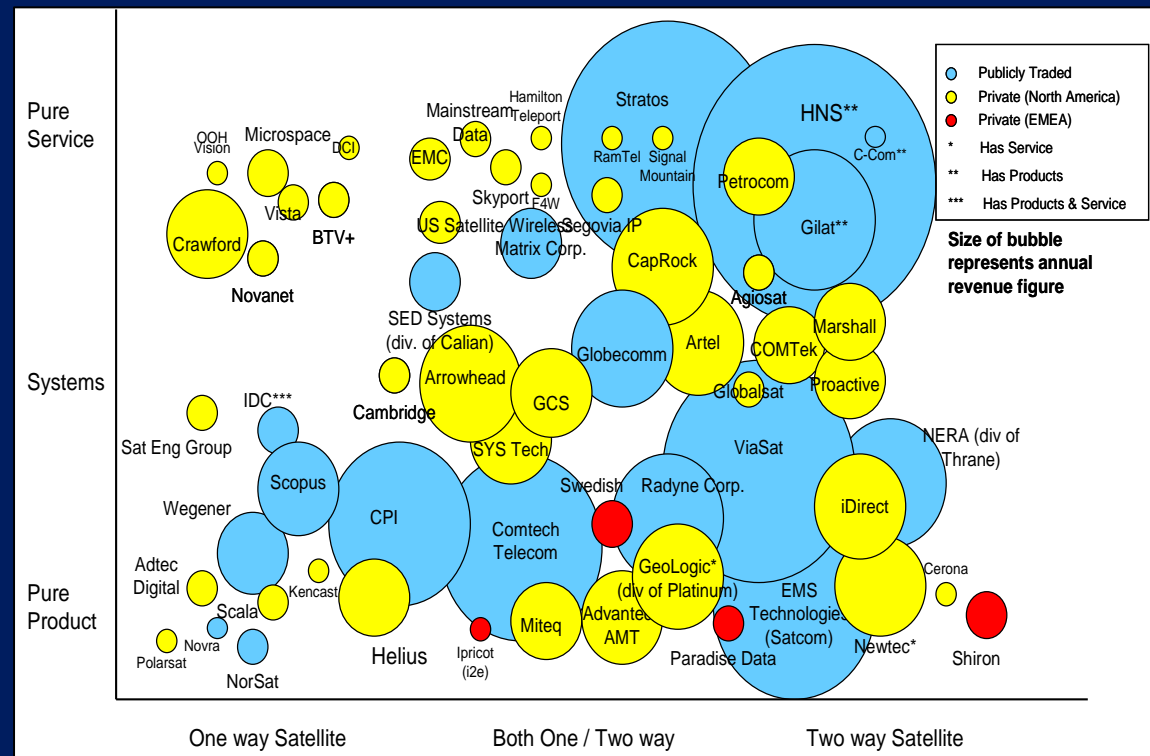 Pure
Service
Systems
Pure
Product
One way Satellite
Both One / Two way
Two way Satellite
Publicly Traded
Private (North America)
Private (EMEA)
* Has Service
** Has Products
*** Has Products & Service
Size of bubble
represents annual
revenue figure
OOH
Vision
Microspace
DCI
Vista
BTV+
Crawford
Novanet
EMC
Mainstream
Data
Hamilton
Teleport
Skyport
F4W
US Satellite Wireless
Matrix Corp.
Segovia IP
Stratos
RamTel
Signal
Mountain
HNS**
C-Com**
Petrocom
Gilat**
CapRock
Agiosat
SED Systems
(div. of Calian)
Globecomm
Artel
COMTek
Marshall
Proactive
Globalsat
Arrowhead
GCS
Cambridge
SYS Tech
IDC***
Sat Eng Group
Scopus
Wegener
CPI
Comtech
Telecom
Swedish
Radyne Corp.
ViaSat
NERA (div of
Thrane)
iDirect
Adtec
Digital
Kencast
Scala
Novra
Polarsat
NorSat
Helius
Ipricot
(i2e)
Miteq
Advantec
AMT
GeoLogic*
(div of Platinum)
Paradise Data
EMS
Technologies
(Satcom)
Newtec*
Cerona
Shiron